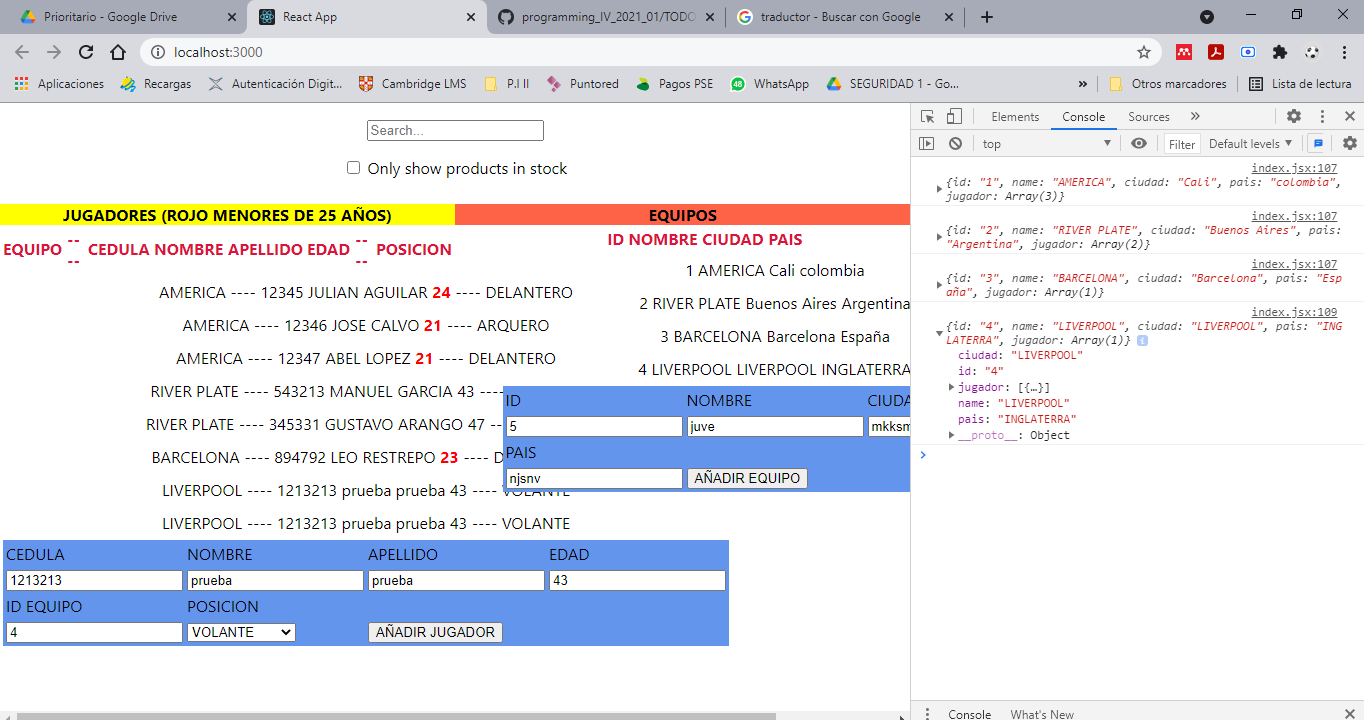 Prioritario - Google Drive
React App
programming_IV_2021_01/TODO
traductor - Buscar con Google
localhost:3000
Aplicaciones
Recargas
Autenticación Digit...
Cambridge LMS
P.I II
Puntored
Pagos PSE
48 WhatsApp
SEGURIDAD 1 - Go...
»
Otros marcadores
Lista de lectura
Search...
Only show products in stock
JUGADORES (ROJO MENORES DE 25 AÑOS)
EQUIPOS
EQUIPO ---- CEDULA NOMBRE APELLIDO EDAD ---- POSICION
AMERICA ---- 12345 JULIAN AGUILAR 24 ---- DELANTERO
AMERICA ---- 12346 JOSE CALVO 21 ---- ARQUERO
AMERICA ---- 12347 ABEL LOPEZ 21 ---- DELANTERO
RIVER PLATE ---- 543213 MANUEL GARCIA 43 ----
RIVER PLATE ---- 345331 GUSTAVO ARANGO 47 --
BARCELONA ---- 894792 LEO RESTREPO 23 ---- D
LIVERPOOL ---- 1213213 prueba prueba 43 ---- VOLANTE
LIVERPOOL ---- 1213213 prueba prueba 43 ---- VOLANTE
ID NOMBRE CIUDAD PAIS
1 AMERICA Cali colombia
2 RIVER PLATE Buenos Aires Argentina
3 BARCELONA Barcelona España
4 LIVERPOOL LIVERPOOL INGLATERRA
ID NOMBRE CIUDA
5 juve mkksm
PAIS
njsnv AÑADIR EQUIPO
CEDULA NOMBRE APELLIDO EDAD
1213213 prueba prueba 43
ID EQUIPO POSICION
4 VOLANTE AÑADIR JUGADOR
Elements Console Sources »
top Filter Default levels
index.jsx:107
{id: "1", name: "AMERICA", ciudad: "Cali", pais: "colombia",
jugador: Array(3)}
index.jsx:107
{id: "2", name: "RIVER PLATE", ciudad: "Buenos Aires", pais:
"Argentina", jugador: Array(2)}
index.jsx:107
{id: "3", name: "BARCELONA", ciudad: "Barcelona", pais: "Esp
aña", jugador: Array(1)}
index.jsx:109
{id: "4", name: "LIVERPOOL", ciudad: "LIVERPOOL", pais: "ING
LATERRA", jugador: Array(1)} i
ciudad: "LIVERPOOL"
id: "4"
jugador: [{…}]
name: "LIVERPOOL"
pais: "INGLATERRA"
__proto__: Object
Console What's New